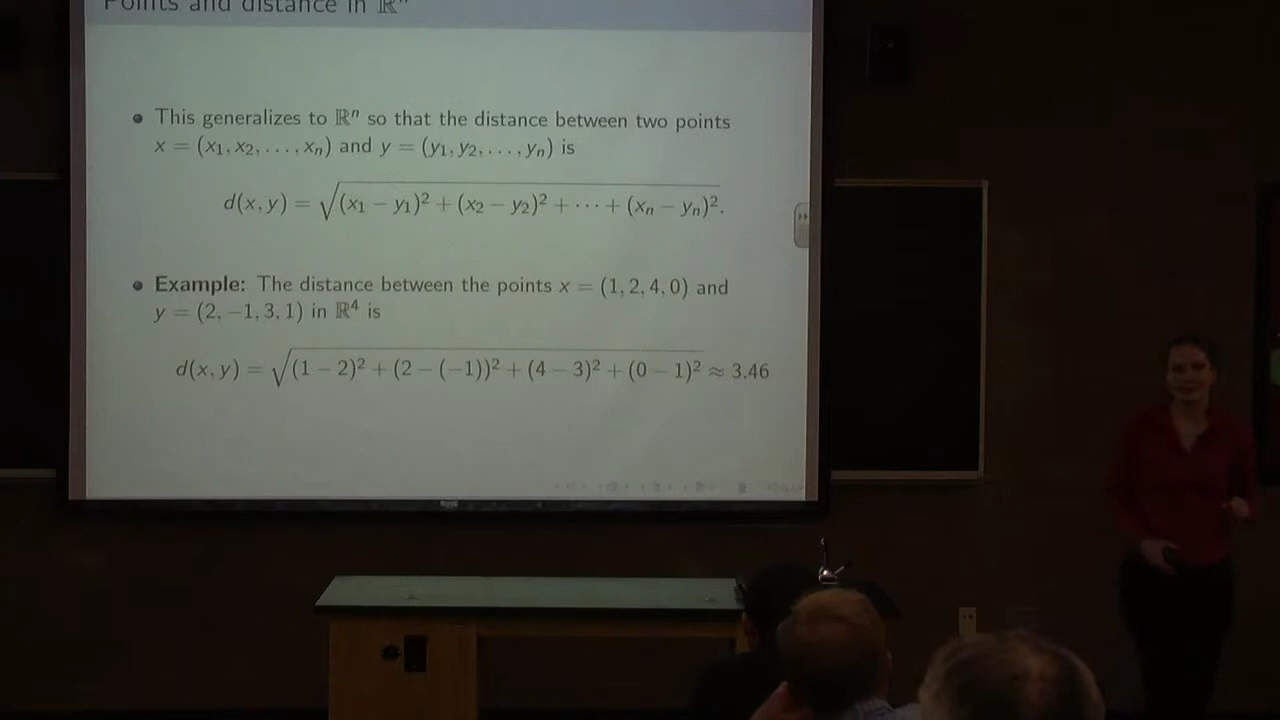 Points and distance in ℝⁿ
• This generalizes to ℝⁿ so that the distance between two points
x = (x₁, x₂, . . . , xₙ) and y = (y₁, y₂, . . . , yₙ) is
d(x, y) = √((x₁ − y₁)² + (x₂ − y₂)² + · · · + (xₙ − yₙ)²).
• Example: The distance between the points x = (1, 2, 4, 0) and
y = (2, −1, 3, 1) in ℝ⁴ is
d(x, y) = √((1 − 2)² + (2 − (−1))² + (4 − 3)² + (0 − 1)²) ≈ 3.46